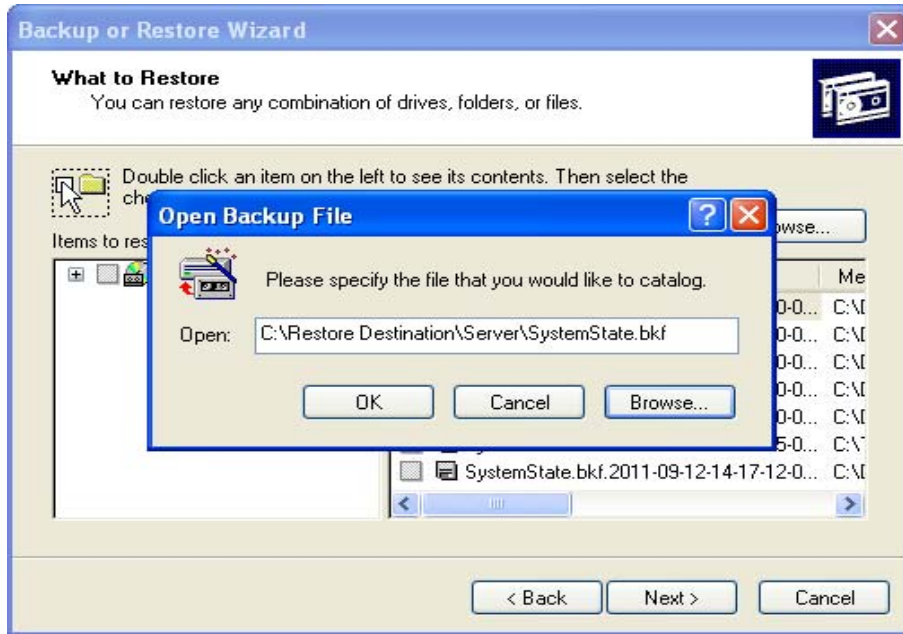 Backup or Restore Wizard
What to Restore
You can restore any combination of drives, folders, or files.
Double click an item on the left to see its contents. Then select the
Open Backup File
Please specify the file that you would like to catalog.
Open:
C:\Restore Destination\Server\SystemState.bkf
OK
Cancel
Browse...
Items to
Me
SystemState.bkf.2011-09-12-14-17-12-0... C:\
< Back
Next >
Cancel